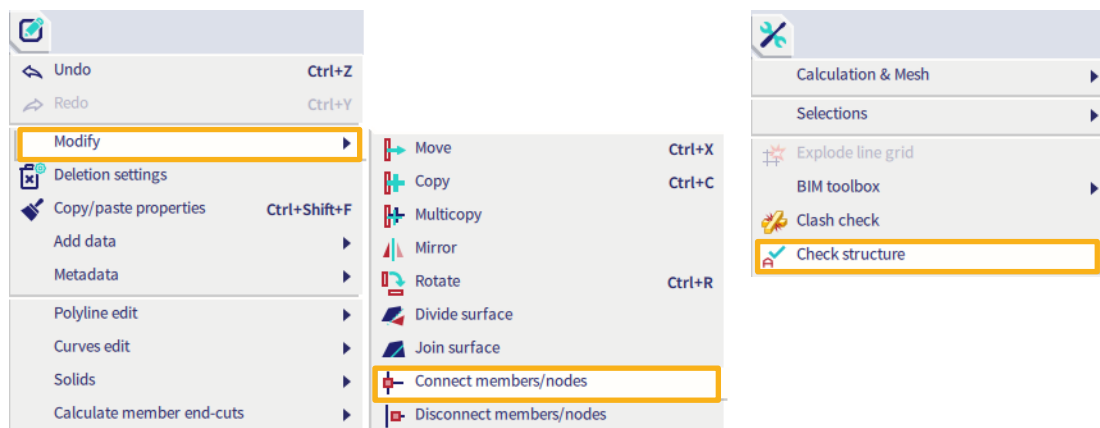 Undo Ctrl+Z
Redo Ctrl+Y
Modify
Deletion settings
Copy/paste properties Ctrl+Shift+F
Add data
Metadata
Polyline edit
Curves edit
Solids
Calculate member end-cuts
Move Ctrl+X
Copy Ctrl+C
Multicopy
Mirror
Rotate Ctrl+R
Divide surface
Join surface
Connect members/nodes
Disconnect members/nodes
Calculation & Mesh
Selections
Explode line grid
BIM toolbox
Clash check
Check structure